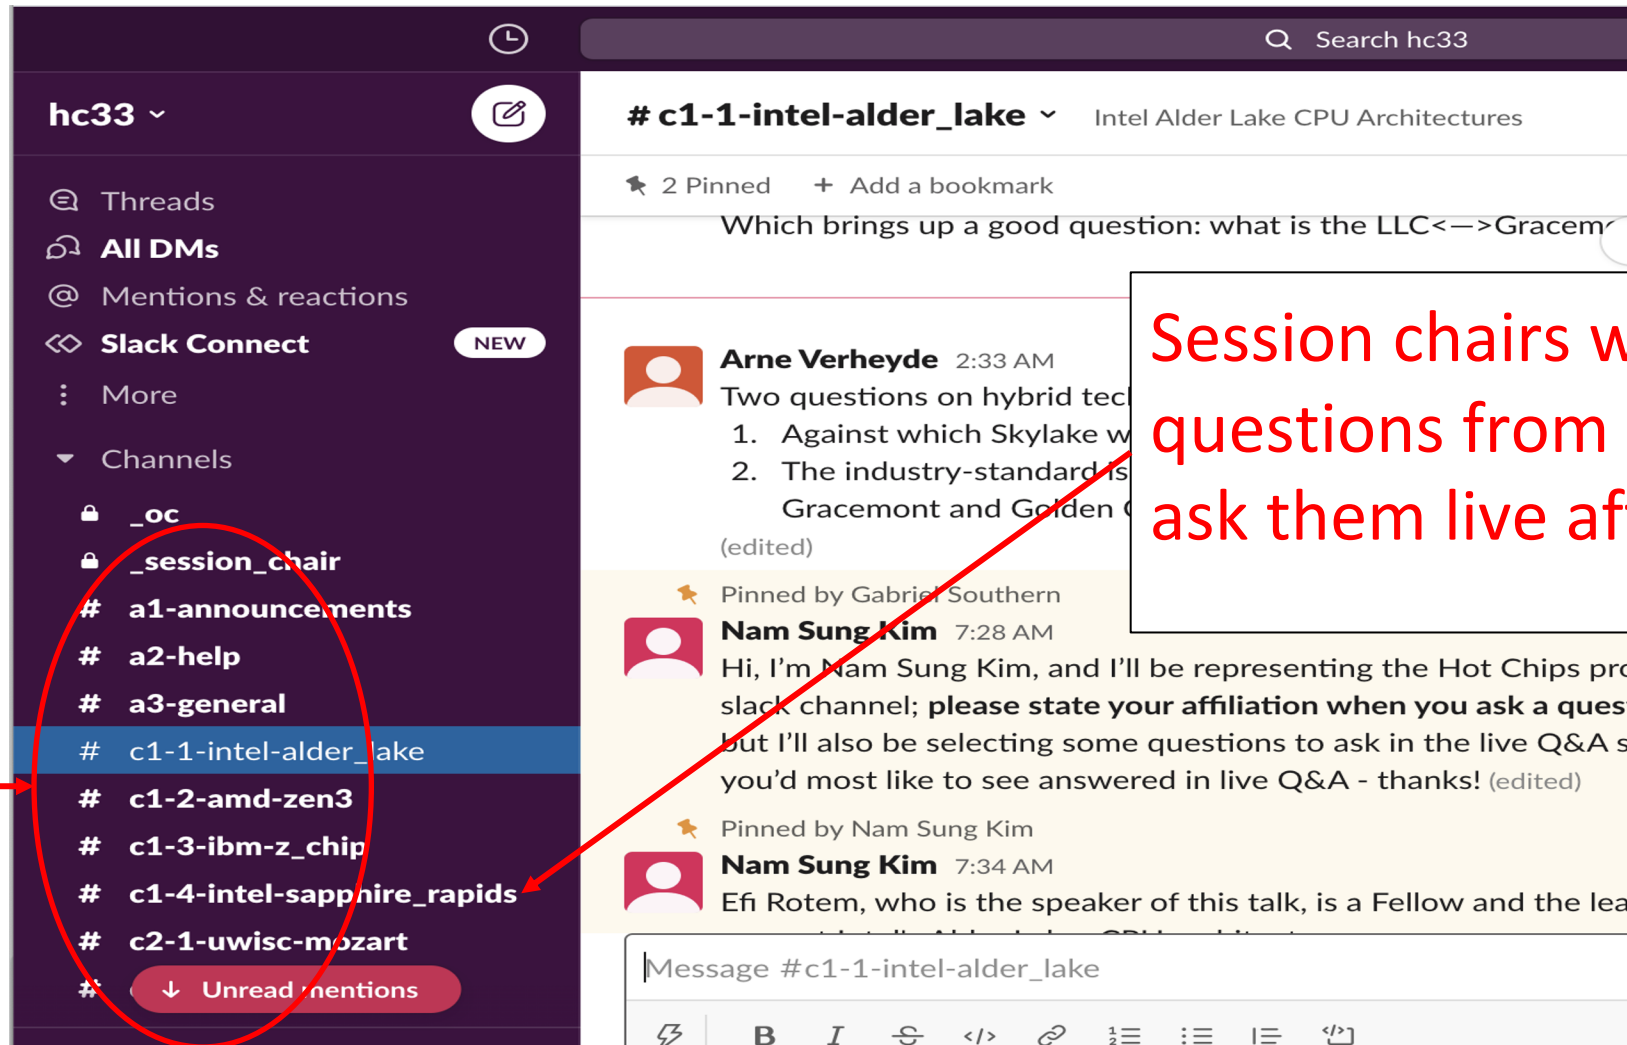 Search hc33
hc33
# c1-1-intel-alder_lake
Intel Alder Lake CPU Architectures
2 Pinned
+ Add a bookmark
Threads
All DMs
Mentions & reactions
Slack Connect
NEW
More
Channels
_oc
_session_chair
# a1-announcements
# a2-help
# a3-general
# c1-1-intel-alder_lake
# c1-2-amd-zen3
# c1-3-ibm-z_chip
# c1-4-intel-sapphire_rapids
# c2-1-uwisc-mozart
#
Unread mentions
Which brings up a good question: what is the LLC<—>Gracem
Arne Verheyde 2:33 AM
Two questions on hybrid tec
1. Against which Skylake w
2. The industry-standard is
Gracemont and Golden
(edited)
Session chairs w
questions from
ask them live af
Pinned by Gabriel Southern
Nam Sung Kim 7:28 AM
Hi, I'm Nam Sung Kim, and I'll be representing the Hot Chips pro
slack channel; please state your affiliation when you ask a ques
but I'll also be selecting some questions to ask in the live Q&A s
you'd most like to see answered in live Q&A - thanks! (edited)
Pinned by Nam Sung Kim
Nam Sung Kim 7:34 AM
Efi Rotem, who is the speaker of this talk, is a Fellow and the lea
Message #c1-1-intel-alder_lake
B I S </>